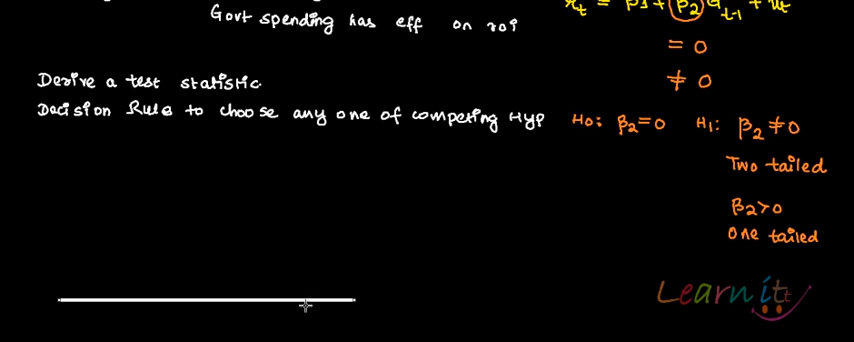 Govt spending has eff on roi
= 0
≠ 0
Derive a test statistic
Decision Rule to choose any one of competing Hyp
H0: β2=0 H1: β2≠0
Two tailed
β2>0
One tailed
Learnitt